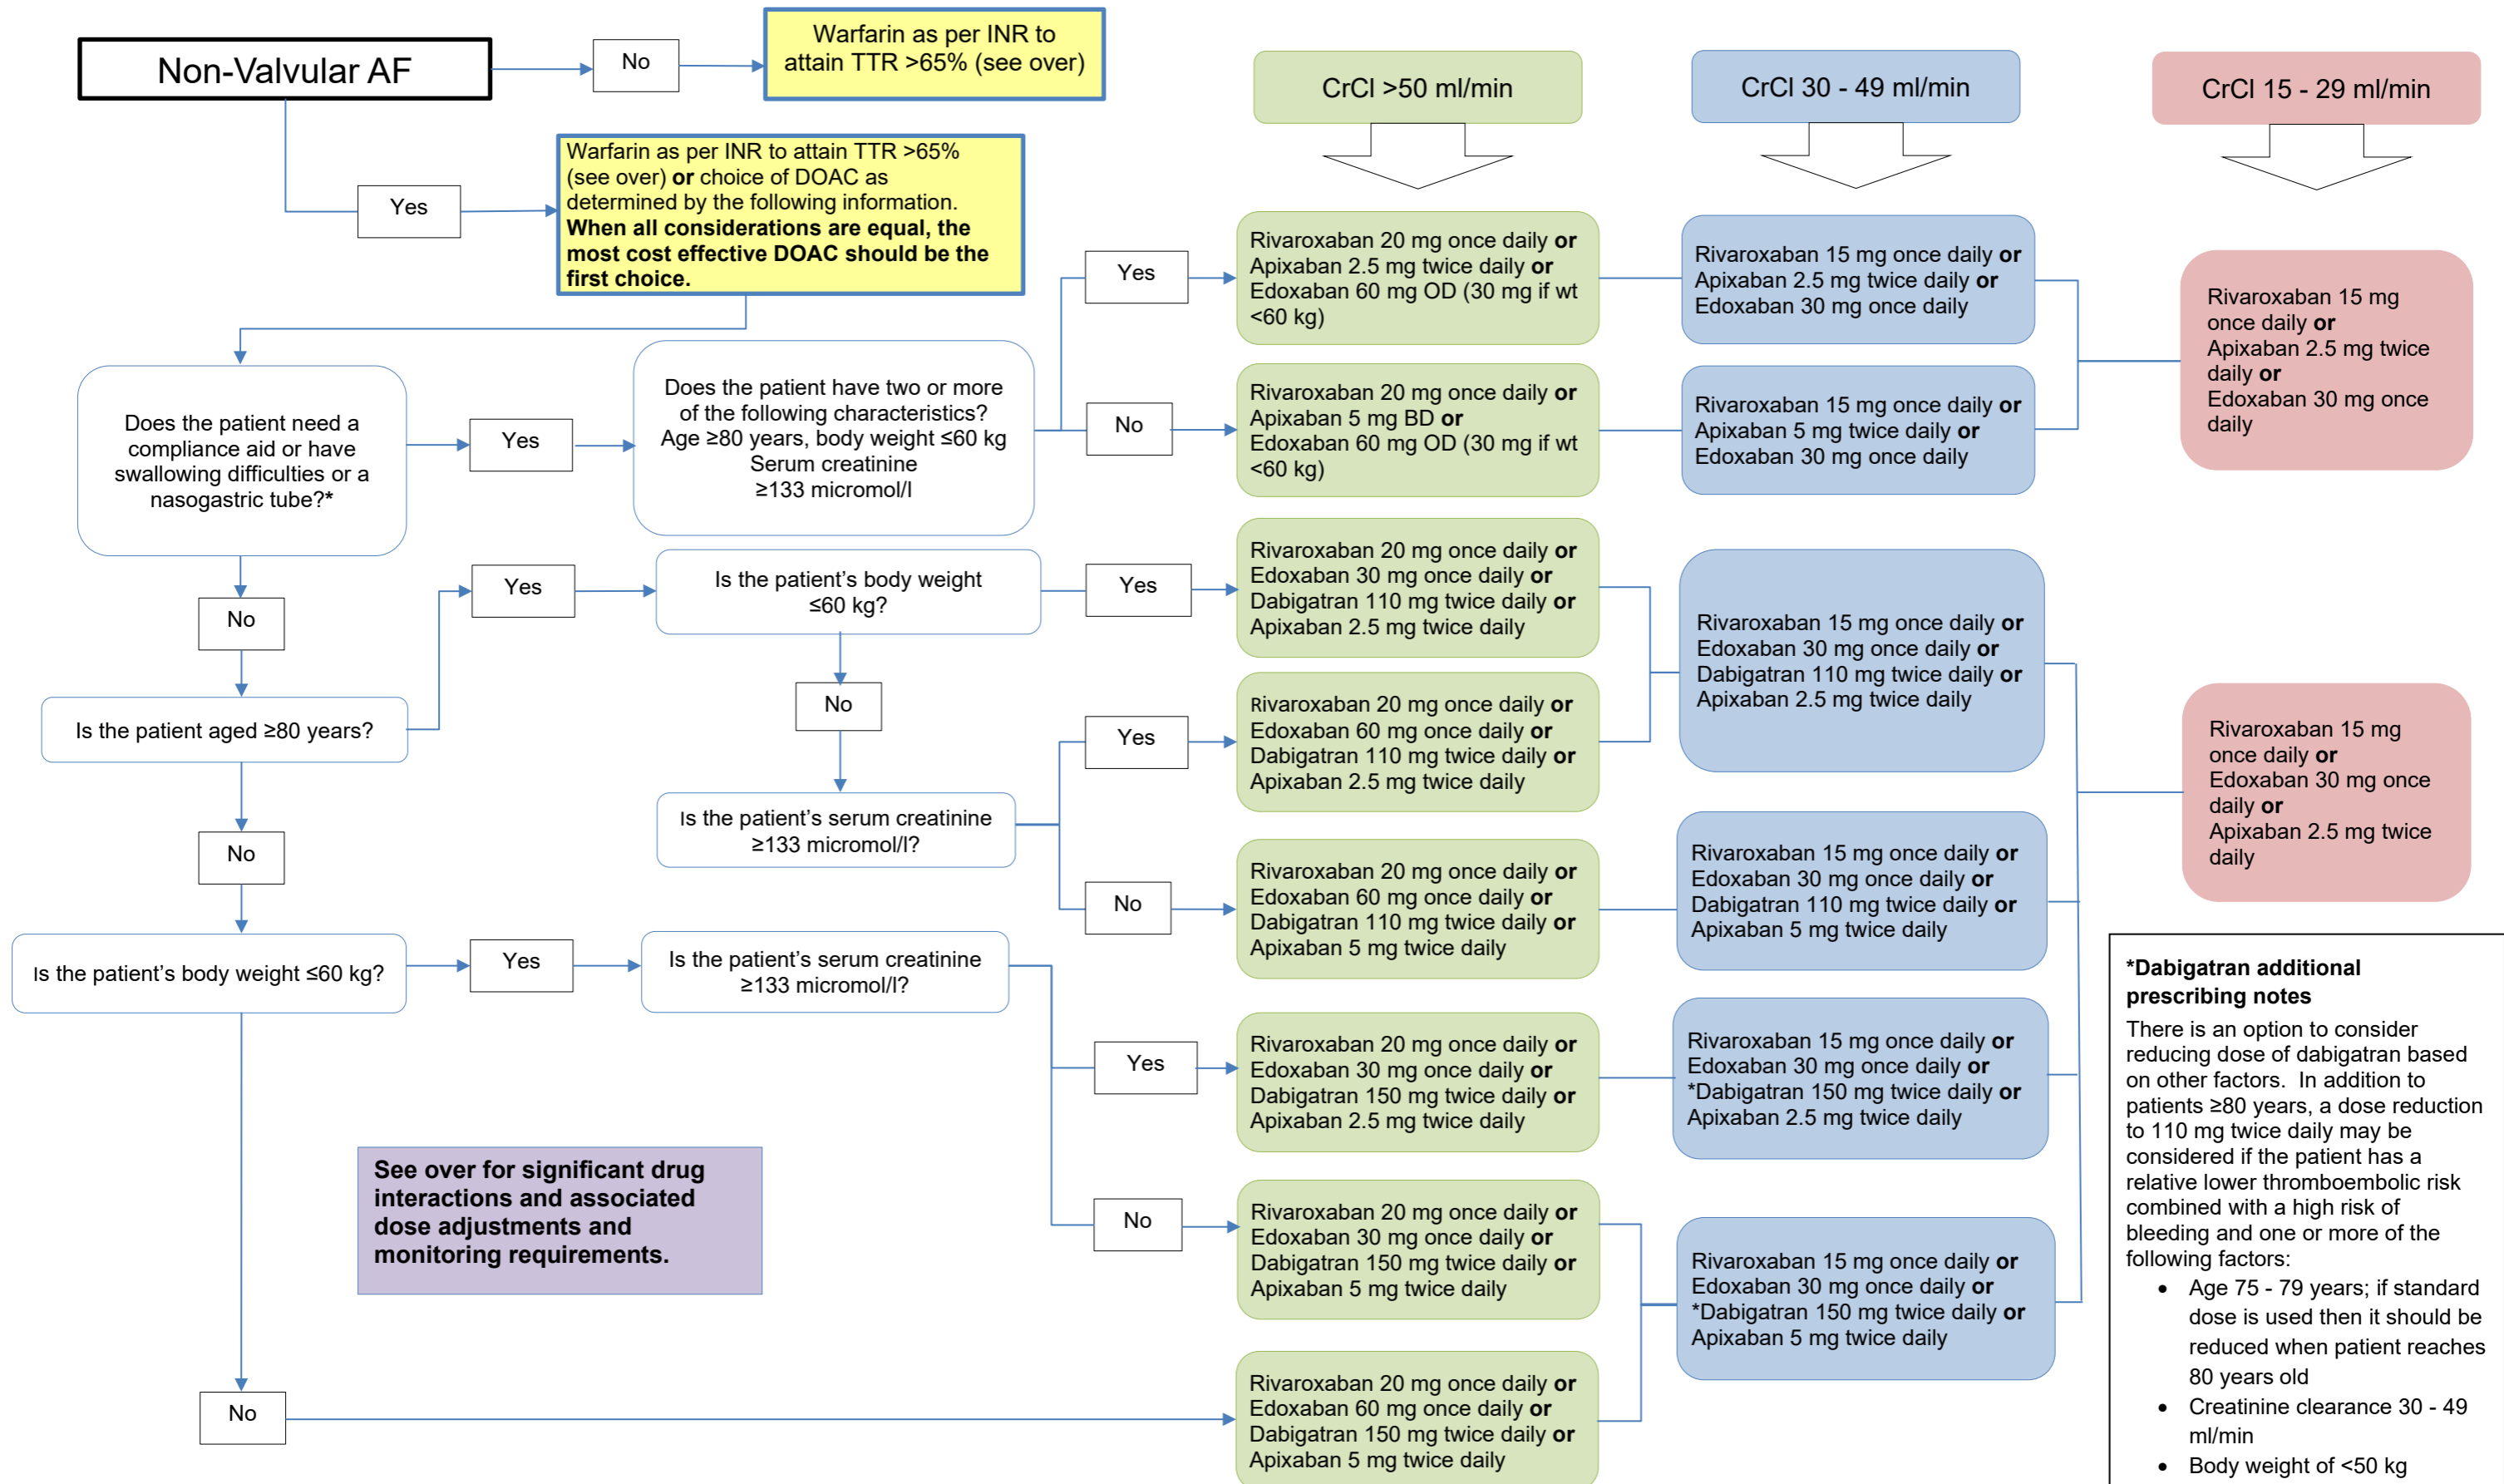 Non-Valvular AF
No
Warfarin as per INR to
attain TTR >65% (see over)
Yes
Warfarin as per INR to attain TTR >65%
(see over) or choice of DOAC as
determined by the following information.
When all considerations are equal, the
most cost effective DOAC should be the
first choice.
CrCl >50 ml/min
CrCl 30 - 49 ml/min
CrCl 15 - 29 ml/min
Does the patient need a
compliance aid or have
swallowing difficulties or a
nasogastric tube?*
Yes
Does the patient have two or more
of the following characteristics?
Age ≥80 years, body weight ≤60 kg
Serum creatinine
≥133 micromol/l
Yes
Rivaroxaban 20 mg once daily or
Apixaban 2.5 mg twice daily or
Edoxaban 60 mg OD (30 mg if wt
<60 kg)
Rivaroxaban 15 mg once daily or
Apixaban 2.5 mg twice daily or
Edoxaban 30 mg once daily
No
Rivaroxaban 20 mg once daily or
Apixaban 5 mg BD or
Edoxaban 60 mg OD (30 mg if wt
<60 kg)
Rivaroxaban 15 mg once daily or
Apixaban 5 mg twice daily or
Edoxaban 30 mg once daily
Rivaroxaban 15 mg
once daily or
Apixaban 2.5 mg twice
daily or
Edoxaban 30 mg once
daily
No
Is the patient aged ≥80 years?
Yes
Is the patient's body weight
≤60 kg?
Yes
Rivaroxaban 20 mg once daily or
Edoxaban 30 mg once daily or
Dabigatran 110 mg twice daily or
Apixaban 2.5 mg twice daily
No
Is the patient's serum creatinine
≥133 micromol/l?
Yes
Rivaroxaban 20 mg once daily or
Edoxaban 60 mg once daily or
Dabigatran 110 mg twice daily or
Apixaban 2.5 mg twice daily
Rivaroxaban 15 mg once daily or
Edoxaban 30 mg once daily or
Dabigatran 110 mg twice daily or
Apixaban 2.5 mg twice daily
No
Rivaroxaban 20 mg once daily or
Edoxaban 60 mg once daily or
Dabigatran 110 mg twice daily or
Apixaban 5 mg twice daily
Rivaroxaban 15 mg once daily or
Edoxaban 30 mg once daily or
Dabigatran 110 mg twice daily or
Apixaban 5 mg twice daily
Rivaroxaban 15 mg
once daily or
Edoxaban 30 mg once
daily or
Apixaban 2.5 mg twice
daily
No
Is the patient's body weight ≤60 kg?
Yes
Is the patient's serum creatinine
≥133 micromol/l?
Yes
Rivaroxaban 20 mg once daily or
Edoxaban 30 mg once daily or
Dabigatran 150 mg twice daily or
Apixaban 2.5 mg twice daily
Rivaroxaban 15 mg once daily or
Edoxaban 30 mg once daily or
*Dabigatran 150 mg twice daily or
Apixaban 2.5 mg twice daily
No
Rivaroxaban 20 mg once daily or
Edoxaban 30 mg once daily or
Dabigatran 150 mg twice daily or
Apixaban 5 mg twice daily
Rivaroxaban 15 mg once daily or
Edoxaban 30 mg once daily or
*Dabigatran 150 mg twice daily or
Apixaban 5 mg twice daily
No
Rivaroxaban 20 mg once daily or
Edoxaban 60 mg once daily or
Dabigatran 150 mg twice daily or
Apixaban 5 mg twice daily
See over for significant drug
interactions and associated
dose adjustments and
monitoring requirements.
*Dabigatran additional
prescribing notes
There is an option to consider
reducing dose of dabigatran based
on other factors. In addition to
patients ≥80 years, a dose reduction
to 110 mg twice daily may be
considered if the patient has a
relative lower thromboembolic risk
combined with a high risk of
bleeding and one or more of the
following factors:
• Age 75 - 79 years; if standard
dose is used then it should be
reduced when patient reaches
80 years old
• Creatinine clearance 30 - 49
ml/min
• Body weight of <50 kg